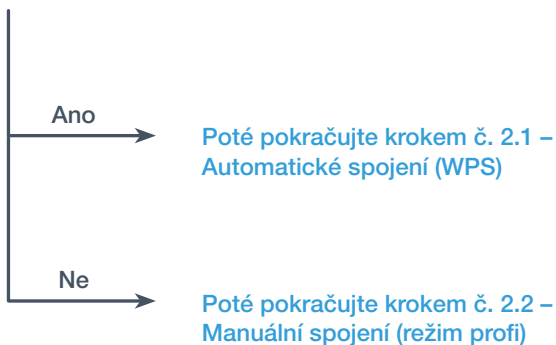 Ano
Poté pokračujte krokem č. 2.1 –
Automatické spojení (WPS)
Ne
Poté pokračujte krokem č. 2.2 –
Manuální spojení (režim profi)